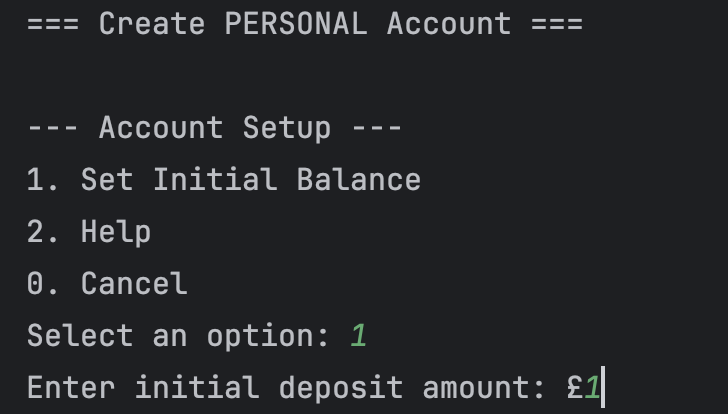 === Create PERSONAL Account ===
--- Account Setup ---
1. Set Initial Balance
2. Help
0. Cancel
Select an option: 1
Enter initial deposit amount: £1